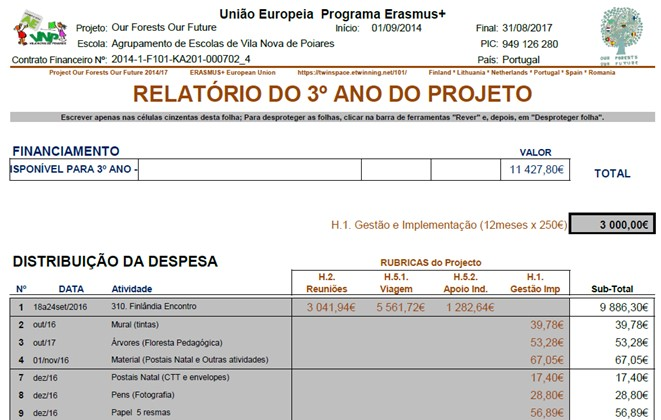 União Europeia Programa Erasmus+
Projeto: Our Forests Our Future Início: 01/09/2014 Final: 31/08/2017
Escola: Agrupamento de Escolas de Vila Nova de Poiares PIC: 949 126 280
Contrato Financeiro Nº: 2014-1-F101-KA201-000702_4 País: Portugal
OUR FORESTS
OUR FUTURE
Project Our Forests Our Future 2014/17 ERASMUS+ European Union https://twinspace.etwinning.net/101/ Finland * Lithuania * Netherlands * Portugal * Spain * Romania
RELATÓRIO DO 3º ANO DO PROJETO
Escrever apenas nas células cinzentas desta folha; Para desproteger as folhas, clicar na barra de ferramentas "Rever" e, depois, em "Desproteger folha".
FINANCIAMENTO VALOR
ISPONÍVEL PARA 3º ANO - 11 427,80€ TOTAL
H.1. Gestão e Implementação (12meses x 250€) 3 000,00€
DISTRIBUIÇÃO DA DESPESA RUBRICAS do Projecto
Nº DATA Atividade H.2. Reuniões H.5.1. Viagem H.5.2. Apoio Ind. H.1. Gestão Imp Sub-Total
1 18a24set/2016 310. Finlândia Encontro 3 041,94€ 5 561,72€ 1 282,64€ 9 886,30€
2 out/16 Mural (tintas) 39,78€ 39,78€
3 out/17 Árvores (Floresta Pedagógica) 53,28€ 53,28€
4 01/nov/16 Material (Postais Natal e Outras atividades) 67,05€ 67,05€
7 dez/16 Postais Natal (CTT e envelopes) 17,40€ 17,40€
8 dez/16 Pens (Fotografia) 28,80€ 28,80€
9 dez/16 Papel 5 resmas 56,89€ 56,89€